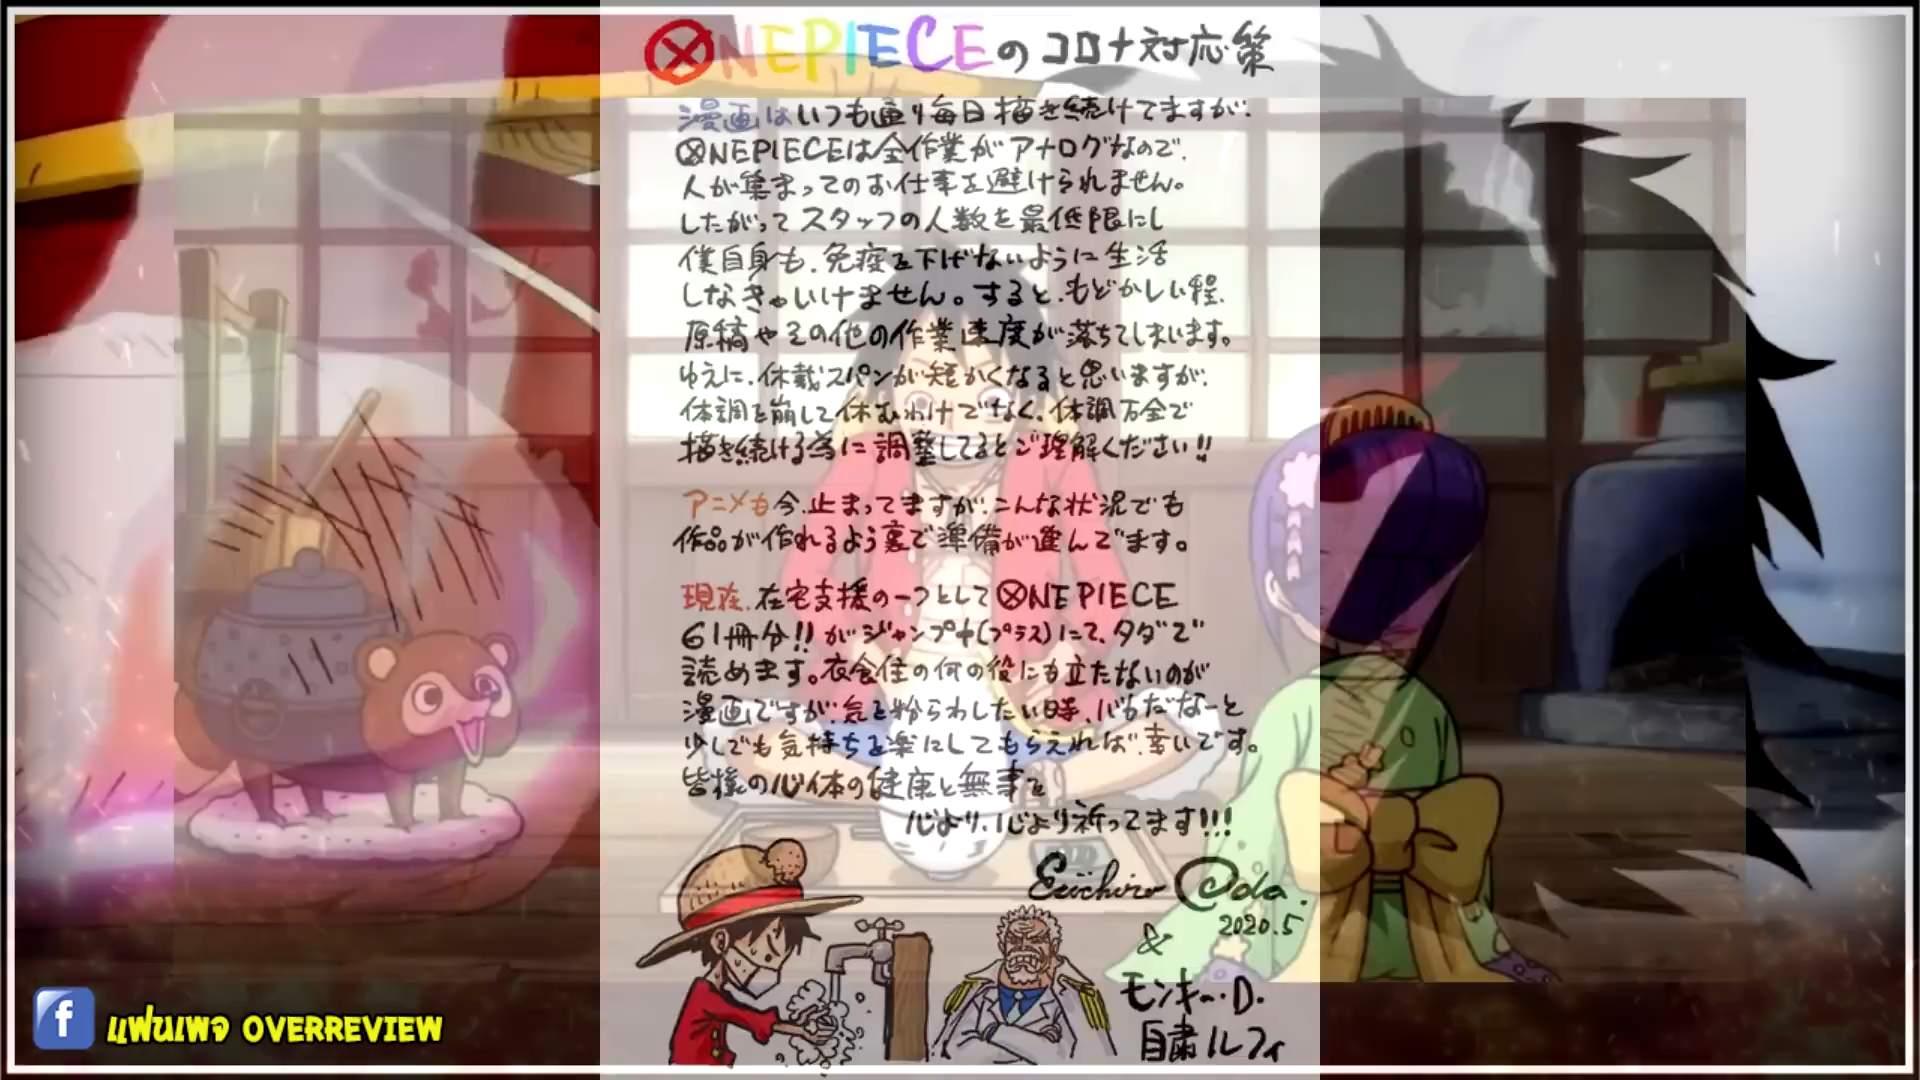 ONE PIECEのコロナ対応策
漫画はいつも通り毎日描き続けてますが、
ONE PIECEは全作業がアナログなので、
人が集まってのお仕事を避けられません。
したがってスタッフの人数を最低限にし
僕自身も、免疫を下げないように生活
しなきゃいけません。すると、もどかしい程、
原稿やその他の作業速度が落ちてしまいます。
ゆえに、休載スパンが短かくなると思いますが、
体調を崩して休むわけでなく、体調万全で
描き続ける為に調整してるとご理解ください!!
アニメも今、止まってますが、こんな状況でも
作品が作れるよう裏で準備が進んでます。
現在、在宅支援の一つとしてONE PIECE
61冊分!!がジャンプ+(プラス)にて、タダで
読めます。衣食住の何の役にも立たないのが
漫画ですが、気を紛らわしたい時、バカだなーと
少しでも気持ちを楽にしてもらえれば、幸いです。
皆様の心体の健康と無事を
心より、心より祈ってます!!!
Eiichiro Oda.
2020.5
&
モンキー・D・
自粛ルフィ
f แฟนเพจ OVERREVIEW